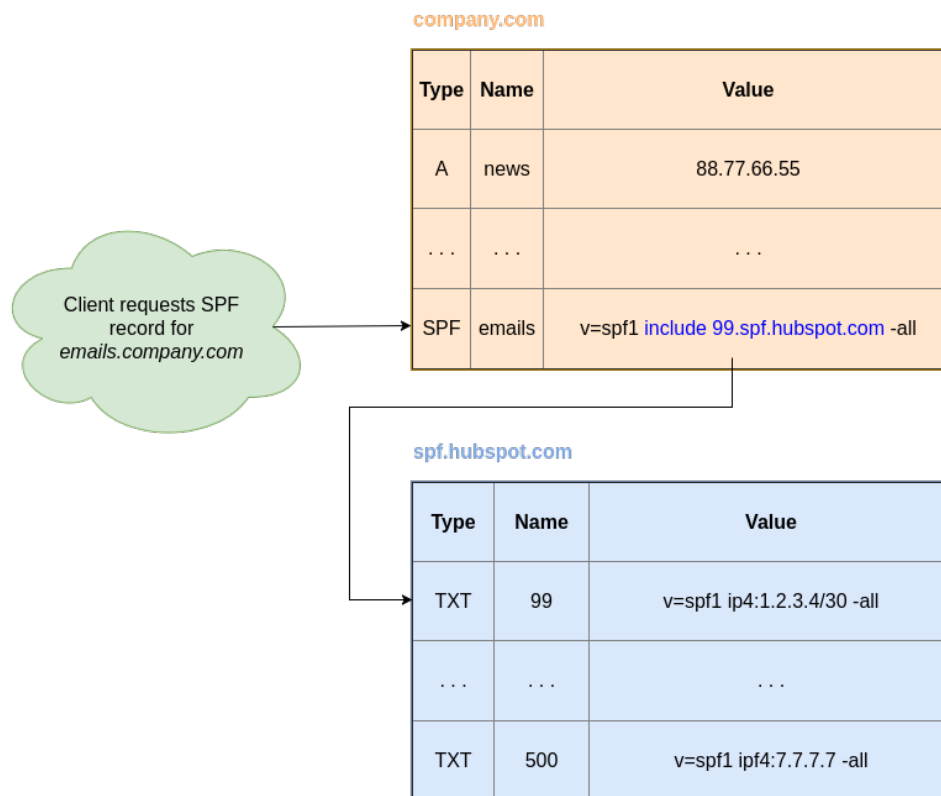 company.com
Type Name Value
A news 88.77.66.55
. . . . . . . . .
Client requests SPF
record for
emails.company.com
SPF emails v=spf1 include 99.spf.hubspot.com -all
spf.hubspot.com
Type Name Value
TXT 99 v=spf1 ip4:1.2.3.4/30 -all
. . . . . . . . .
TXT 500 v=spf1 ipf4:7.7.7.7 -all